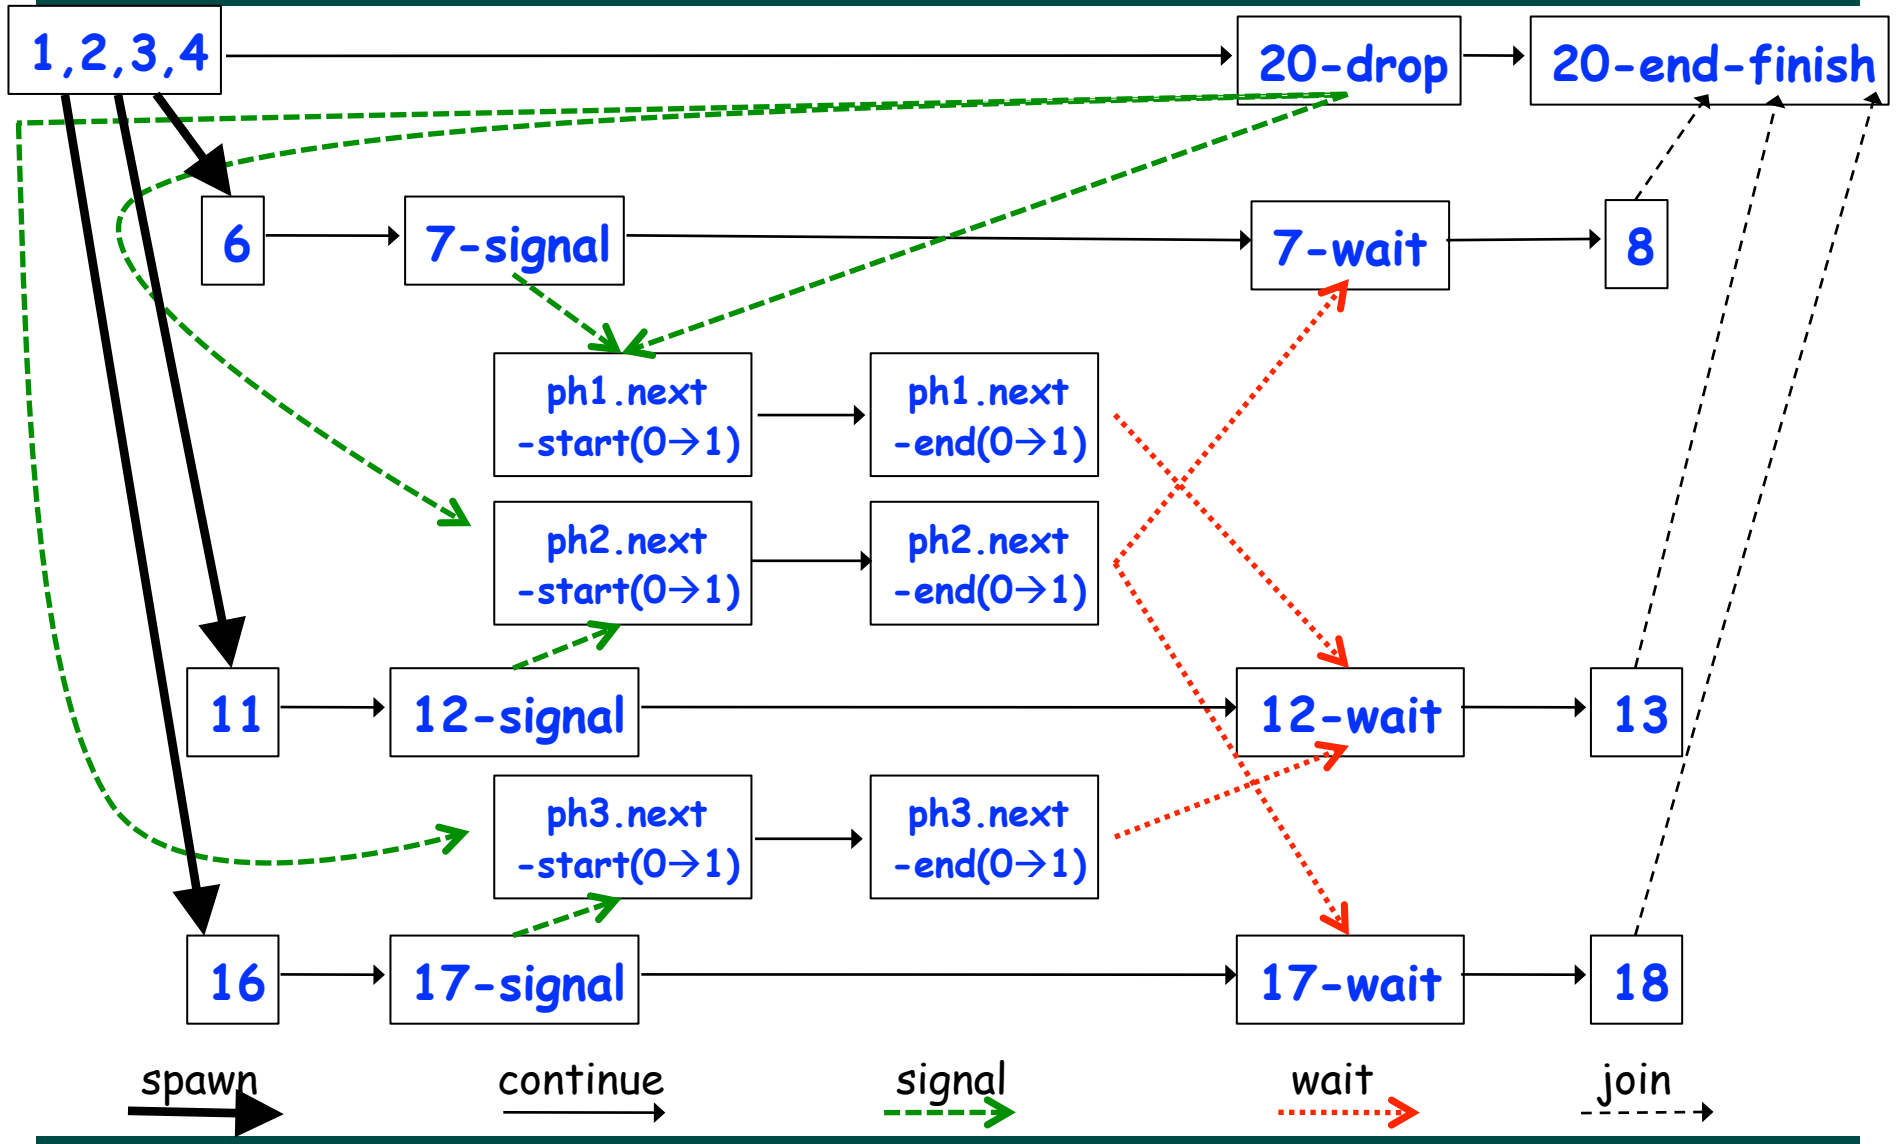 1,2,3,4
20-drop
20-end-finish
6
7-signal
7-wait
8
ph1.next
-start(0→1)
ph1.next
-end(0→1)
ph2.next
-start(0→1)
ph2.next
-end(0→1)
11
12-signal
12-wait
13
ph3.next
-start(0→1)
ph3.next
-end(0→1)
16
17-signal
17-wait
18
spawn
continue
signal
wait
join